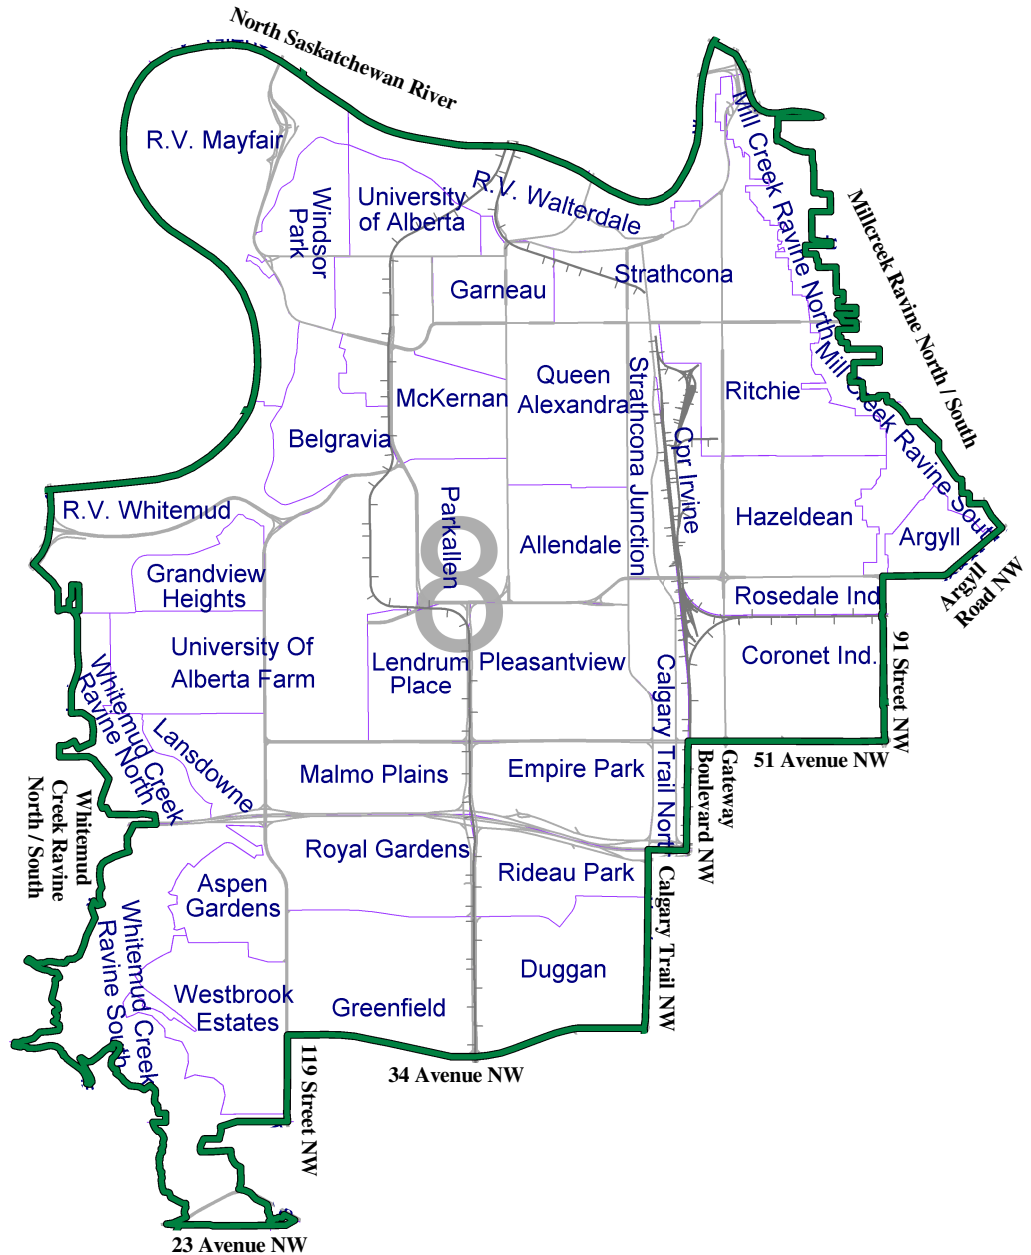 North Saskatchewan River
R.V. Mayfair
Mill Creek Ravine North
Millcreek Ravine North / South
Windsor
Park
University
of Alberta
R.V. Walterdale
Strathcona
Garneau
McKernan
Queen
Alexandra
Strathcona Junction
Cpr Irvine
Ritchie
Mill Creek Ravine South
Belgravia
R.V. Whitemud
Parkallen
8
Allendale
Hazeldean
Argyll
Argyll
Road NW
Grandview
Heights
Rosedale Ind
University Of
Alberta Farm
Lendrum
Place
Pleasantview
Coronet Ind.
91 Street NW
Whitemud Creek
Ravine North
Lansdowne
Calgary Trail North
Malmo Plains
Empire Park
Gateway
Boulevard NW
51 Avenue NW
Whitemud
Creek Ravine
North / South
Royal Gardens
Rideau Park
Calgary Trail NW
Aspen
Gardens
Whitemud Creek
Ravine South
Westbrook
Estates
Greenfield
Duggan
119 Street NW
34 Avenue NW
23 Avenue NW